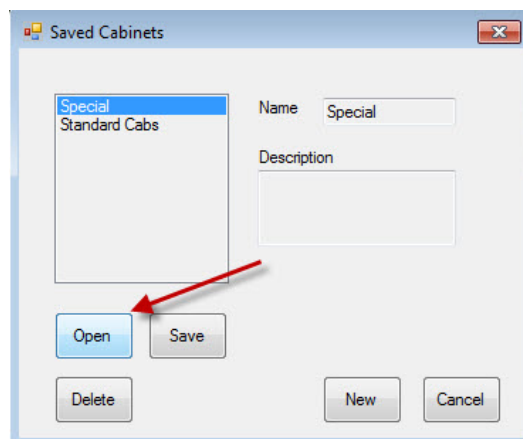 Saved Cabinets
Special
Standard Cabs
Name
Special
Description
Open
Save
Delete
New
Cancel